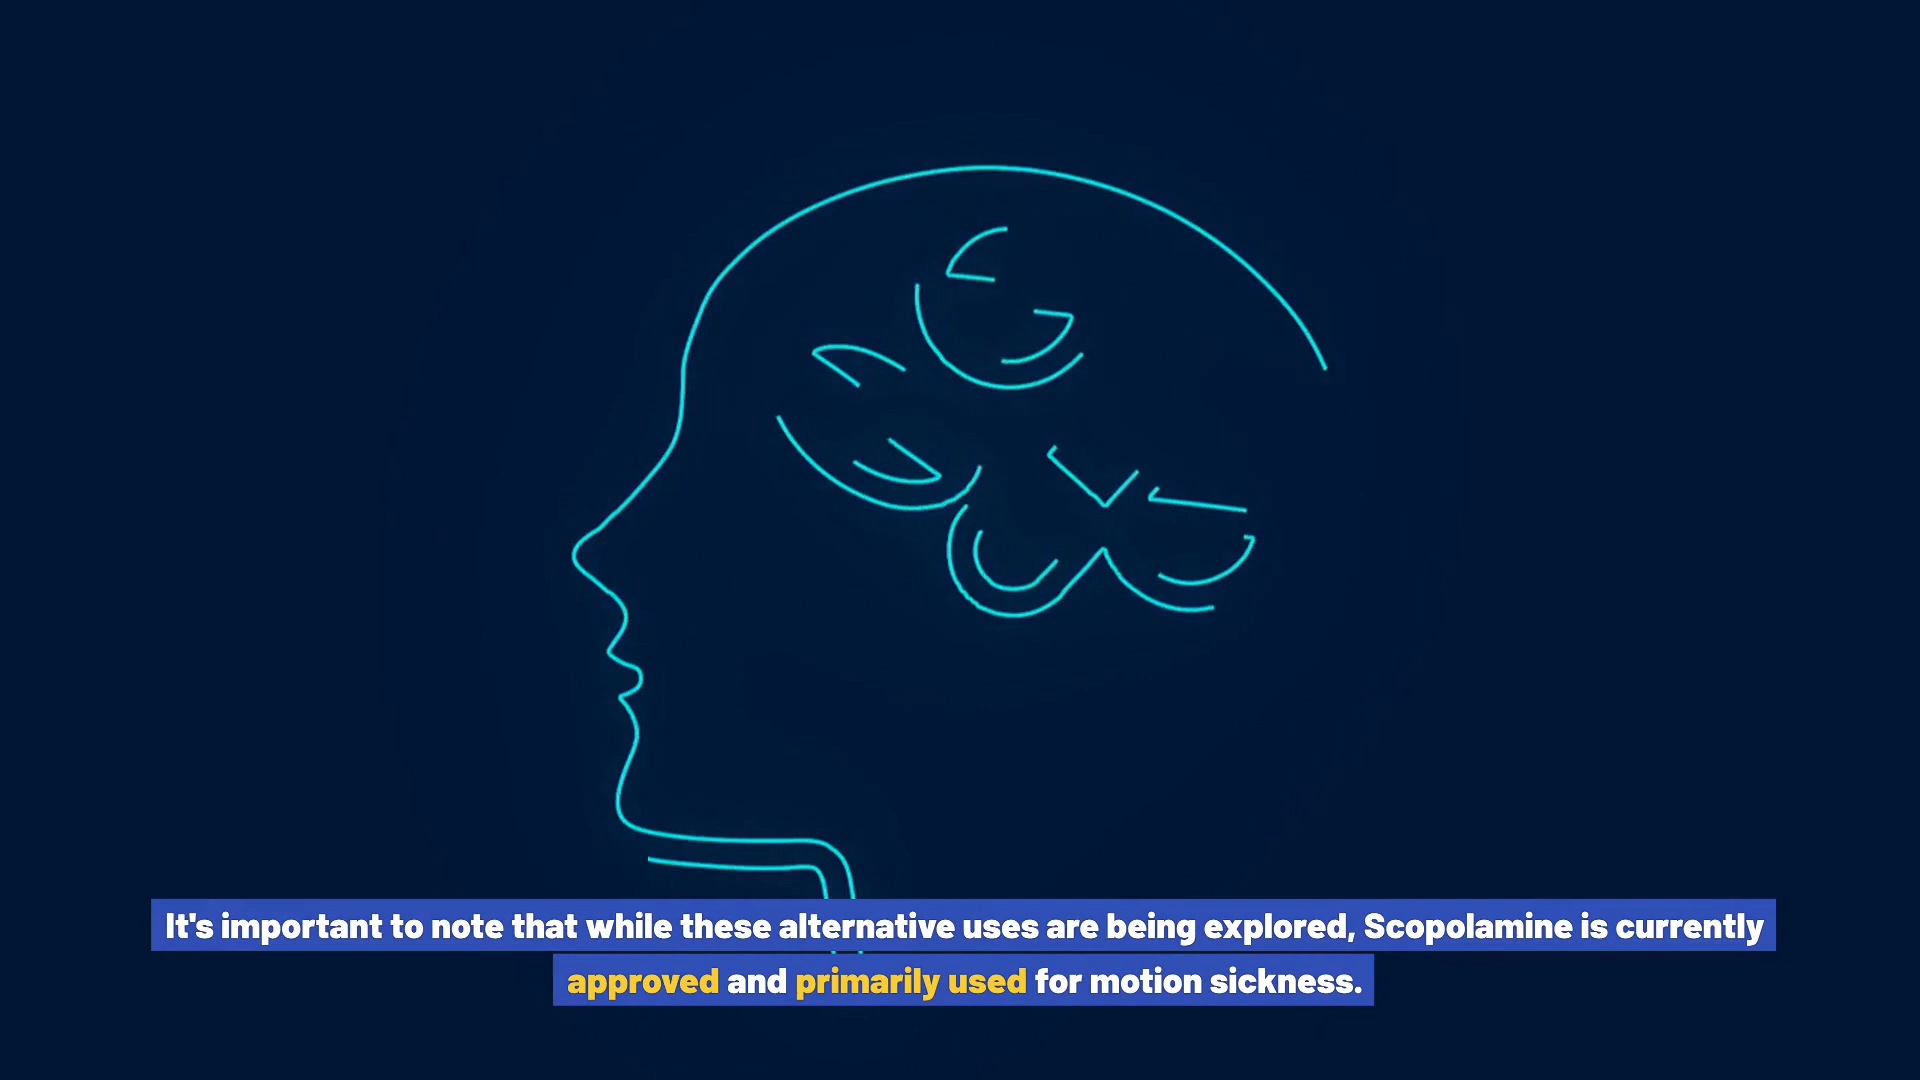 It's important to note that while these alternative uses are being explored, Scopolamine is currently
approved and primarily used for motion sickness.